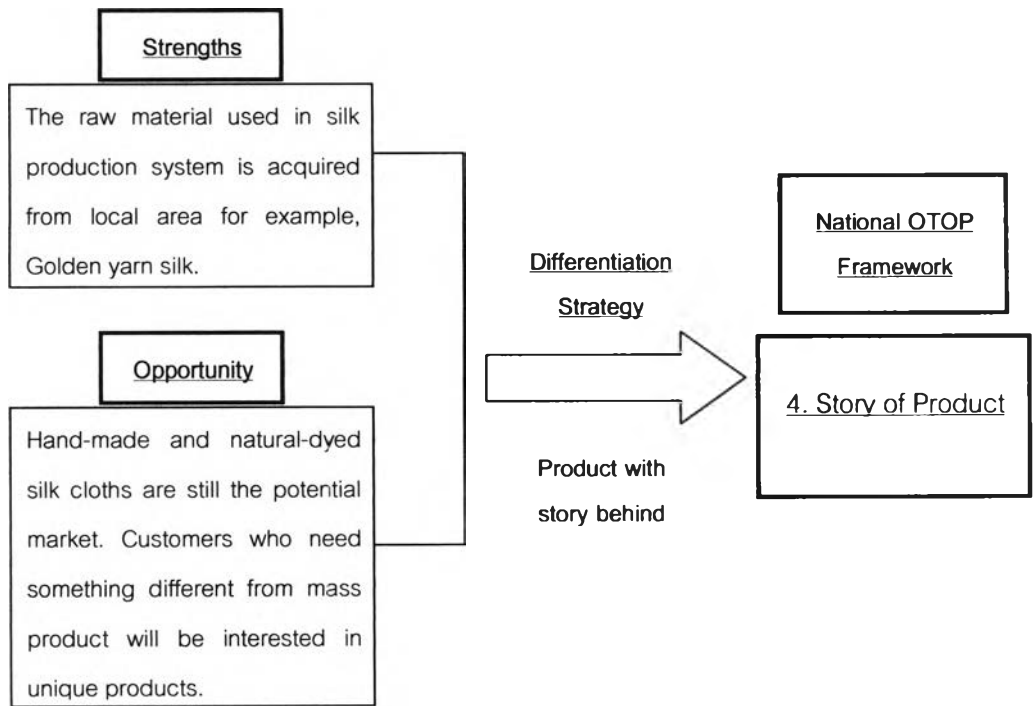 Strengths
The raw material used in silk
production system is acquired
from local area for example,
Golden yarn silk.
Opportunity
Hand-made and natural-dyed
silk cloths are still the potential
market. Customers who need
something different from mass
product will be interested in
unique products.
Differentiation
Strategy
Product with
story behind
National OTOP
Framework
4. Story of Product